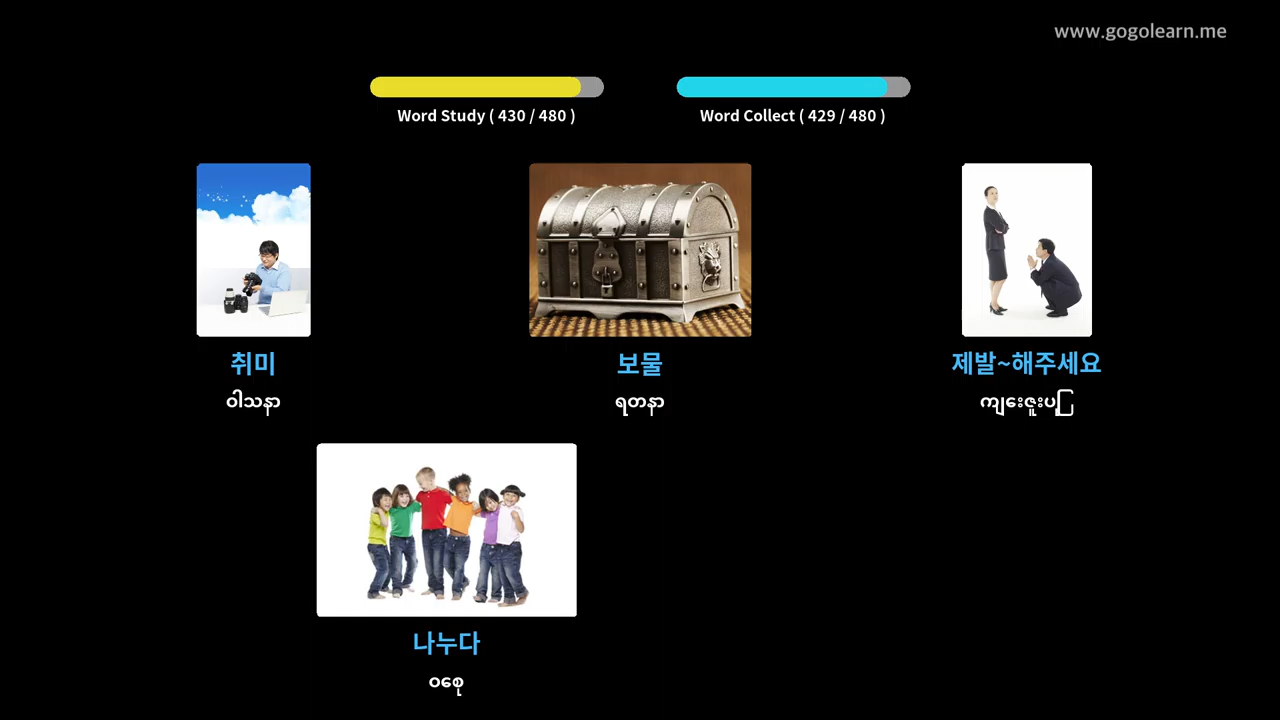 www.gogolearn.me
Word Study ( 430 / 480 )
Word Collect ( 429 / 480 )
취미
ဝါသနာ
보물
ရတနာ
제발~해주세요
ကျေးဇူးပြု
나누다
ဝေစု